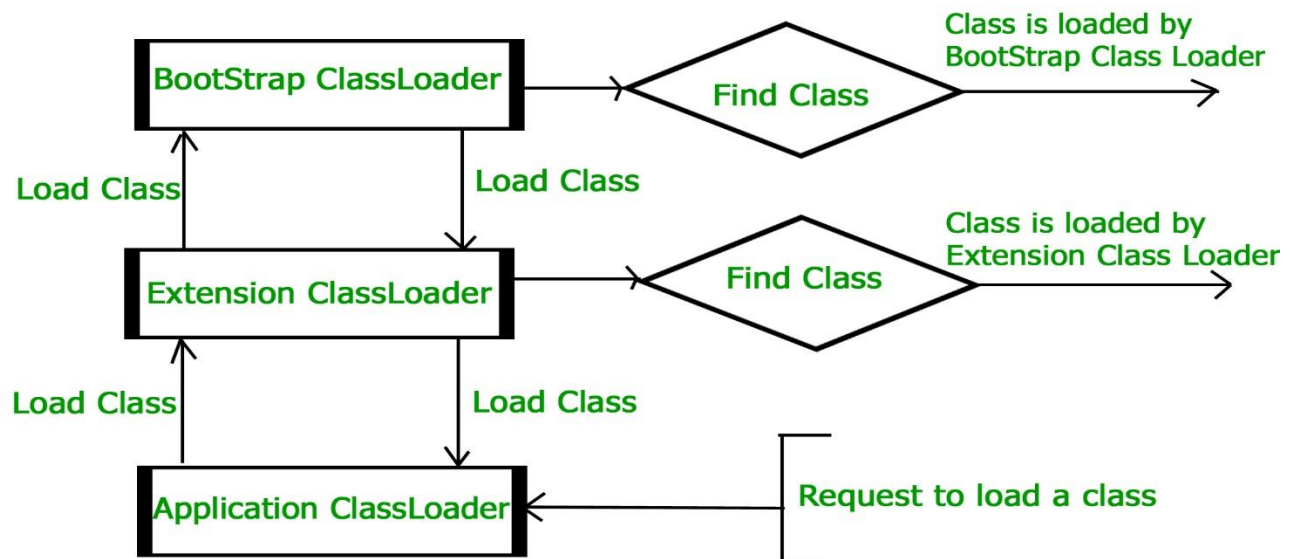 Class is loaded by
BootStrap Class Loader
BootStrap ClassLoader
Find Class
Load Class
Load Class
Class is loaded by
Extension Class Loader
Extension ClassLoader
Find Class
Load Class
Load Class
Application ClassLoader
Request to load a class